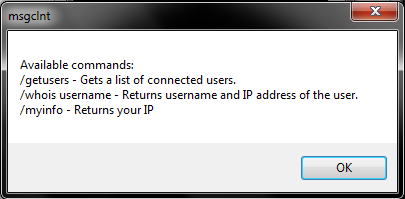 msgclnt
Available commands:
/getusers - Gets a list of connected users.
/whois username - Returns username and IP address of the user.
/myinfo - Returns your IP
OK